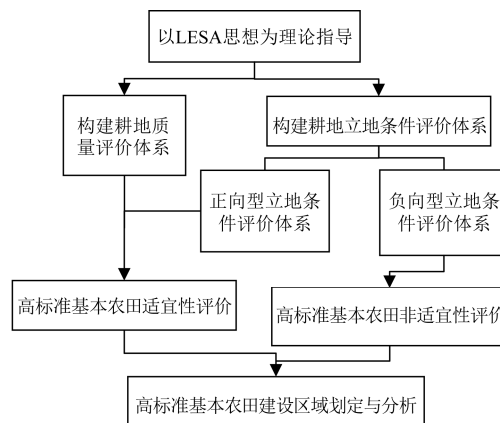 以LESA思想为理论指导
构建耕地质
量评价体系
构建耕地立地条件评价体系
正向型立地条
件评价体系
负向型立地条
件评价体系
高标准基本农田适宜性评价
高标准基本农田非适宜性评价
高标准基本农田建设区域划定与分析